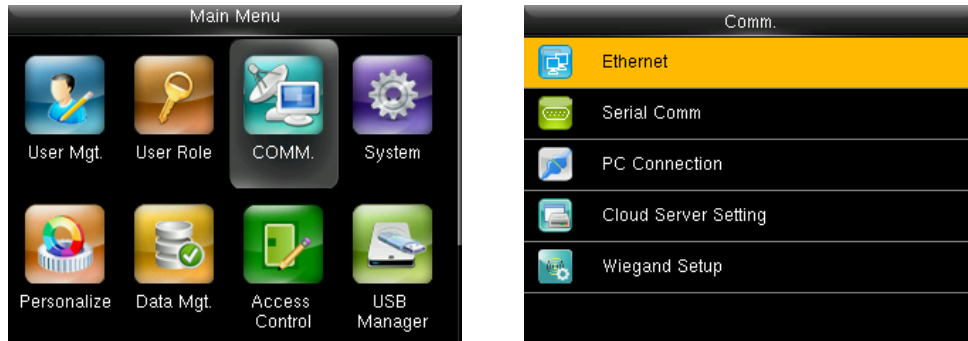 Main Menu
User Mgt.
User Role
COMM.
System
Personalize
Data Mgt.
Access
Control
USB
Manager
Comm.
Ethernet
Serial Comm
PC Connection
Cloud Server Setting
Wiegand Setup